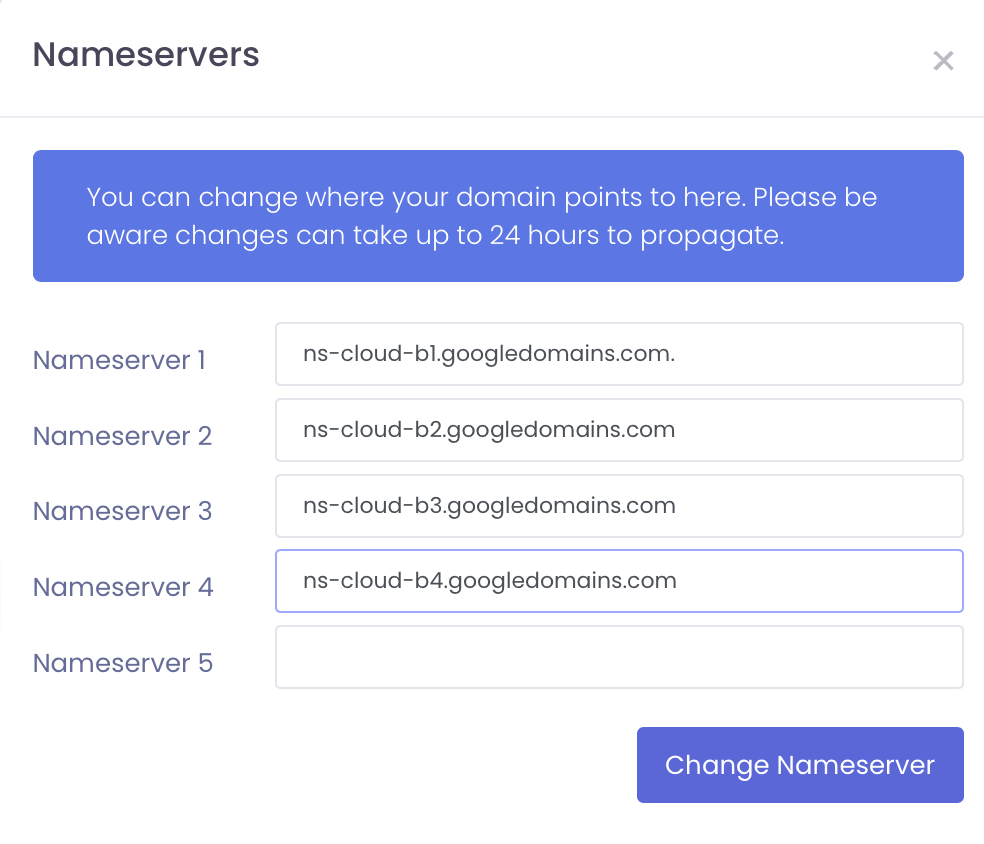 Nameservers
You can change where your domain points to here. Please be
aware changes can take up to 24 hours to propagate.
Nameserver 1 ns-cloud-b1.googledomains.com.
Nameserver 2 ns-cloud-b2.googledomains.com
Nameserver 3 ns-cloud-b3.googledomains.com
Nameserver 4 ns-cloud-b4.googledomains.com
Nameserver 5
Change Nameserver